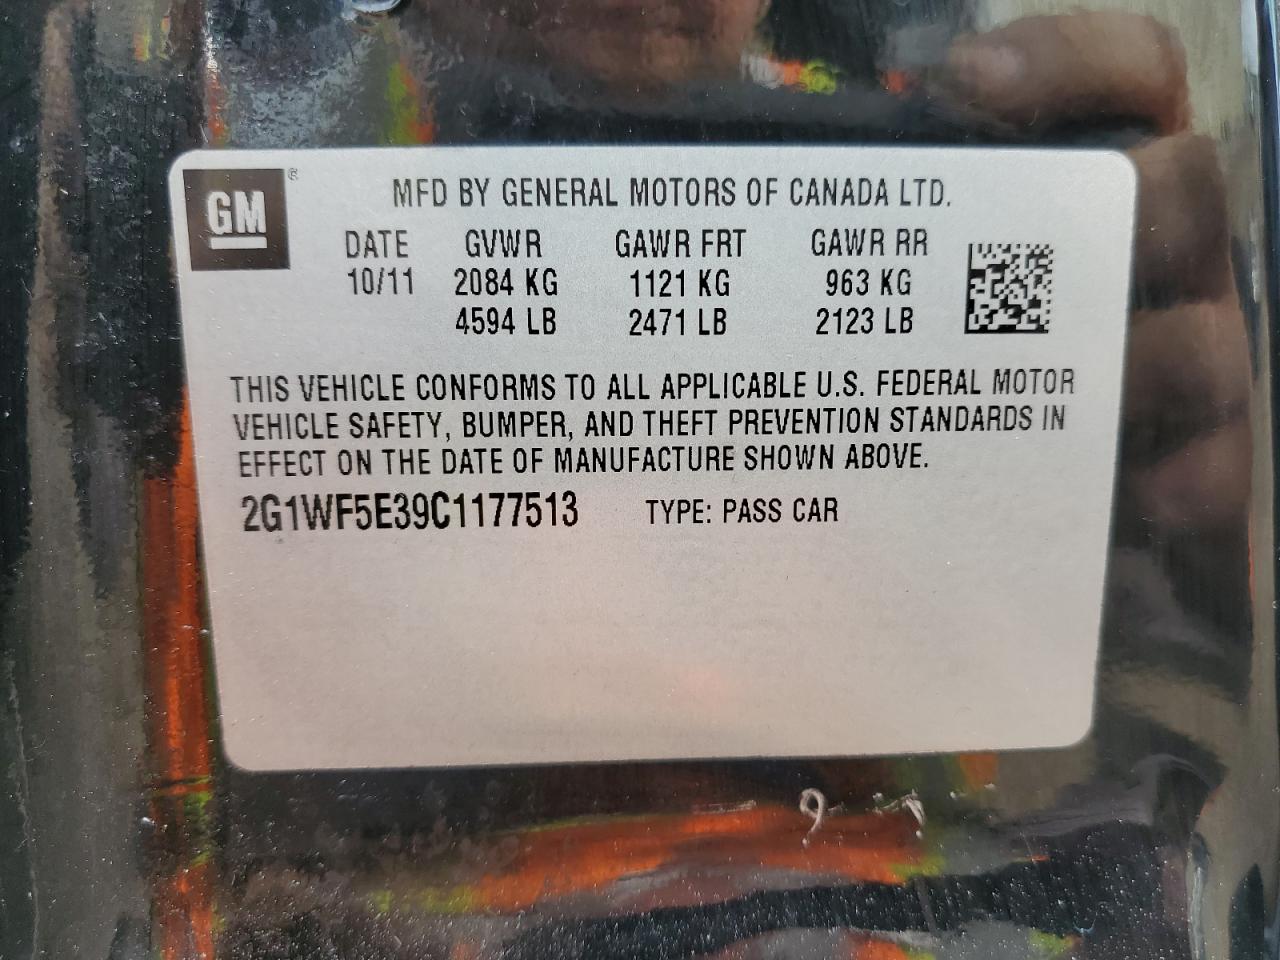 GM®
MFD BY GENERAL MOTORS OF CANADA LTD.
DATE GVWR GAWR FRT GAWR RR
10/11 2084 KG 1121 KG 963 KG
4594 LB 2471 LB 2123 LB
THIS VEHICLE CONFORMS TO ALL APPLICABLE U.S. FEDERAL MOTOR
VEHICLE SAFETY, BUMPER, AND THEFT PREVENTION STANDARDS IN
EFFECT ON THE DATE OF MANUFACTURE SHOWN ABOVE.
2G1WF5E39C1177513 TYPE: PASS CAR